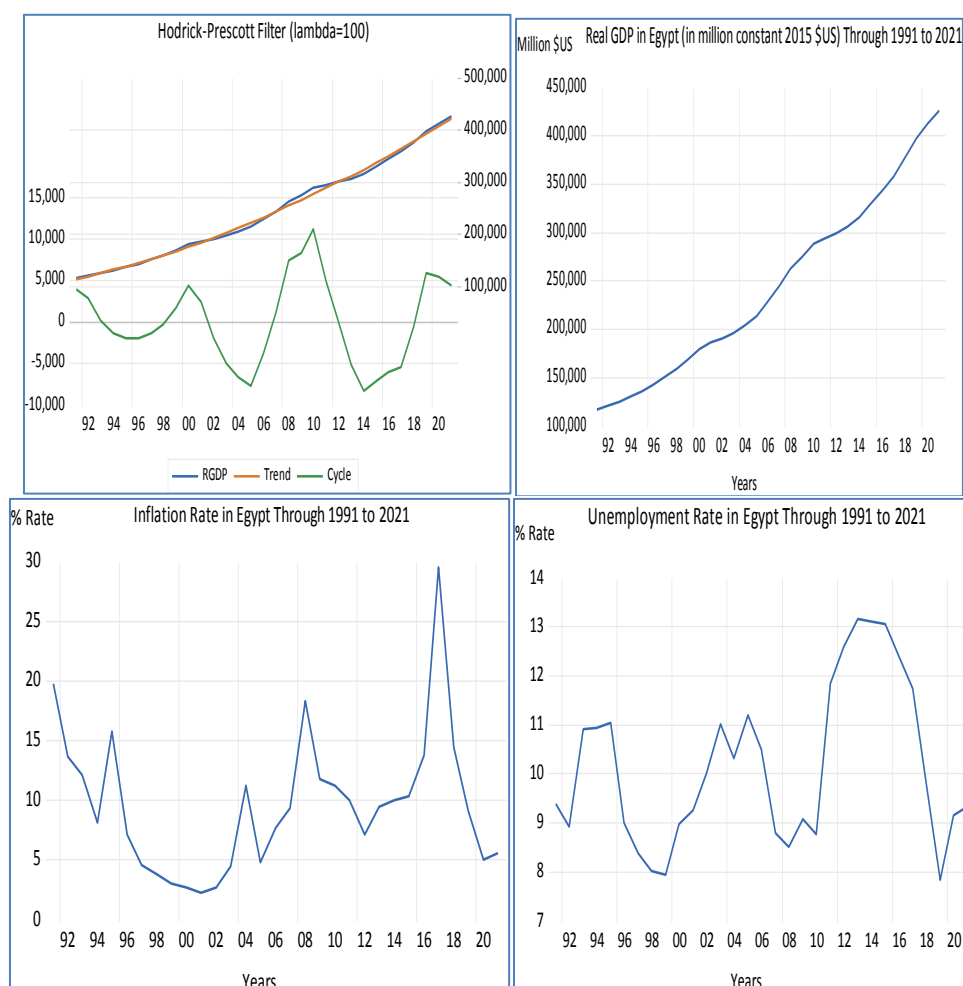 Hodrick-Prescott Filter (lambda=100)
500,000
400,000
300,000
200,000
100,000
15,000
10,000
5,000
0
-5,000
-10,000
92 94 96 98 00 02 04 06 08 10 12 14 16 18 20
RGDP Trend Cycle
Million $US Real GDP in Egypt (in million constant 2015 $US) Through 1991 to 2021
450,000
400,000
350,000
300,000
250,000
200,000
150,000
100,000
92 94 96 98 00 02 04 06 08 10 12 14 16 18 20
Years
% Rate Inflation Rate in Egypt Through 1991 to 2021
30
25
20
15
10
5
0
92 94 96 98 00 02 04 06 08 10 12 14 16 18 20
Years
% Rate Unemployment Rate in Egypt Through 1991 to 2021
14
13
12
11
10
9
8
7
92 94 96 98 00 02 04 06 08 10 12 14 16 18 20
Years